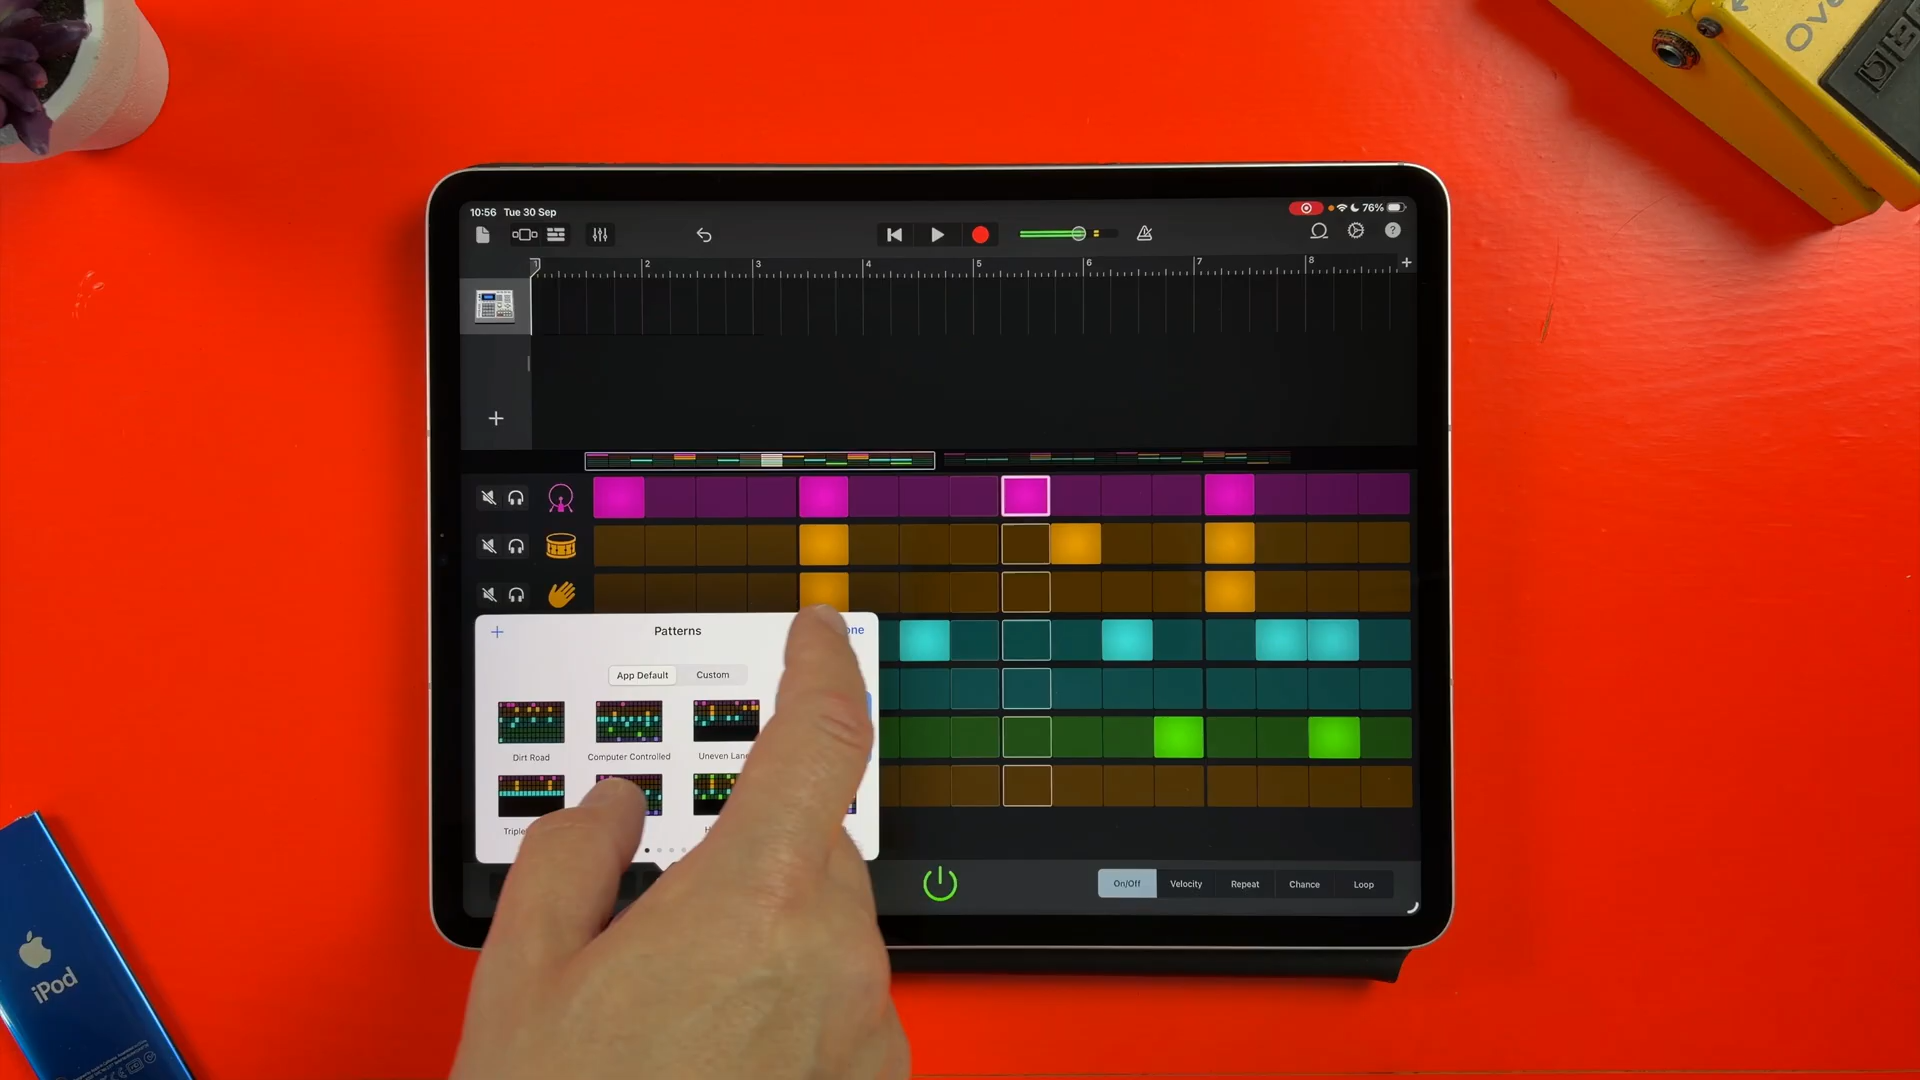 10:56 Tue 30 Sep
76%
?
1 2 3 4 5 6 7 8
Patterns
App Default
Custom
Dirt Road
Computer Controlled
On/Off
Velocity
Repeat
Chance
Loop
iPod